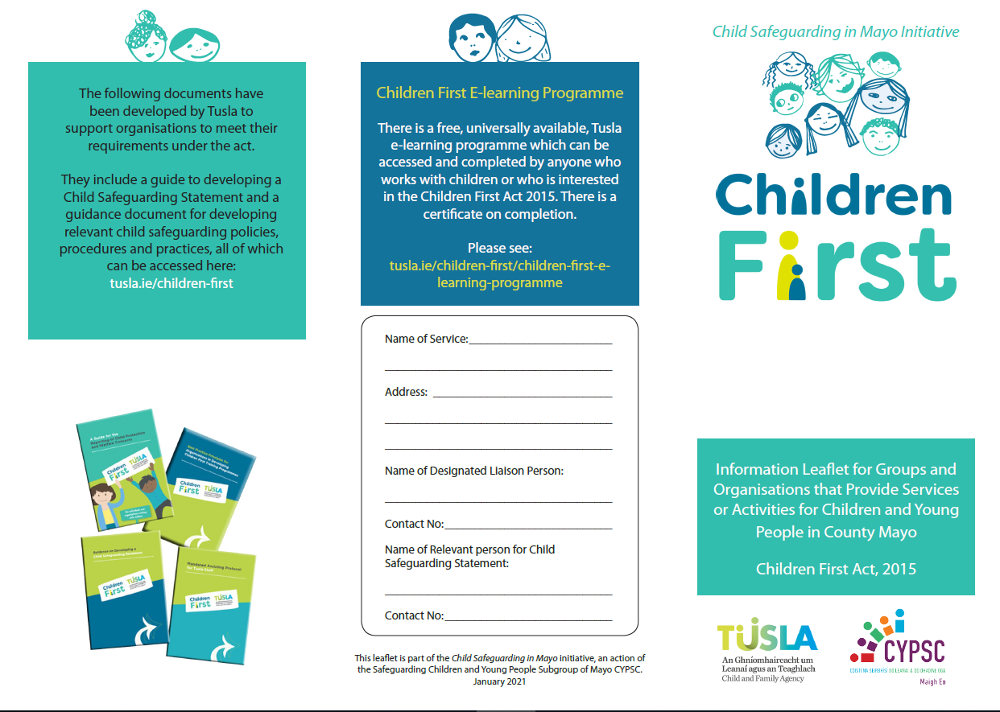 The following documents have
been developed by Tusla to
support organisations to meet their
requirements under the act.
They include a guide to developing a
Child Safeguarding Statement and a
guidance document for developing
relevant child safeguarding policies,
procedures and practices, all of which
can be accessed here:
tusla.ie/children-first
A Guide for the
Reporting of Child Protection
and Welfare Concerns
Children
First
TUSLA
Best Practice Principles for
Organisations in Developing
Children First Training Programmes
Children
First
TUSLA
Guidance on Developing a
Child Safeguarding Statement
Children
First
TUSLA
Mandated Assisting Protocol
for Tusla Staff
Children
First
TUSLA
Children First E-learning Programme
There is a free, universally available, Tusla
e-learning programme which can be
accessed and completed by anyone who
works with children or who is interested
in the Children First Act 2015. There is a
certificate on completion.
Please see:
tusla.ie/children-first/children-first-e-
learning-programme
Name of Service:
Address:
Name of Designated Liaison Person:
Contact No:
Name of Relevant person for Child
Safeguarding Statement:
Contact No:
This leaflet is part of the Child Safeguarding in Mayo initiative, an action of
the Safeguarding Children and Young People Subgroup of Mayo CYPSC.
January 2021
Child Safeguarding in Mayo Initiative
Children
First
Information Leaflet for Groups and
Organisations that Provide Services
or Activities for Children and Young
People in County Mayo
Children First Act, 2015
TUSLA
An Ghníomhaireacht um
Leanaí agus an Teaghlach
Child and Family Agency
CYPSC
COISTI NA SEIRBHÍSÍ DO LEANAI & DO DHAOINE OGA
Maigh Eo